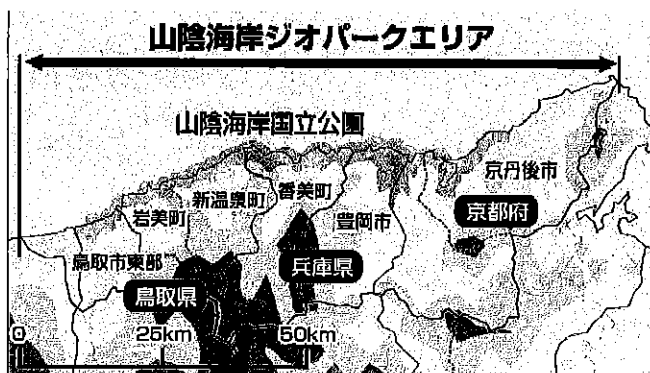 山陰海岸ジオパークエリア
山陰海岸国立公園
京丹後市
香美町
新温泉町
岩美町
豊岡市
京都府
鳥取市東部
兵庫県
鳥取県
0 25km 50km